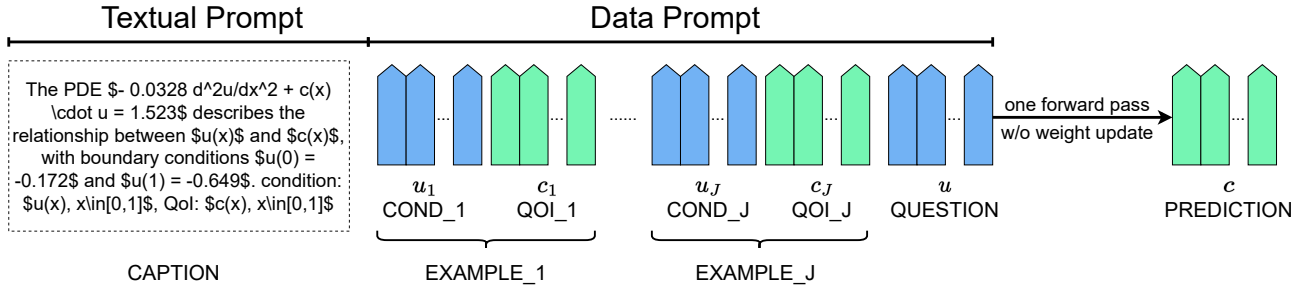 Textual Prompt
Data Prompt
The PDE $- 0.0328 d^2u/dx^2 + c(x)
\cdot u = 1.523$ describes the
relationship between $u(x)$ and $c(x)$,
with boundary conditions $u(0) =
-0.172$ and $u(1) = -0.649$. condition:
$u(x), x\in[0,1]$, QoI: $c(x), x\in[0,1]$
CAPTION
... ... ...... ... ... ...
u₁ c₁ u_J c_J u
COND_1 QOI_1 COND_J QOI_J QUESTION
EXAMPLE_1 EXAMPLE_J
one forward pass
w/o weight update
...
c
PREDICTION